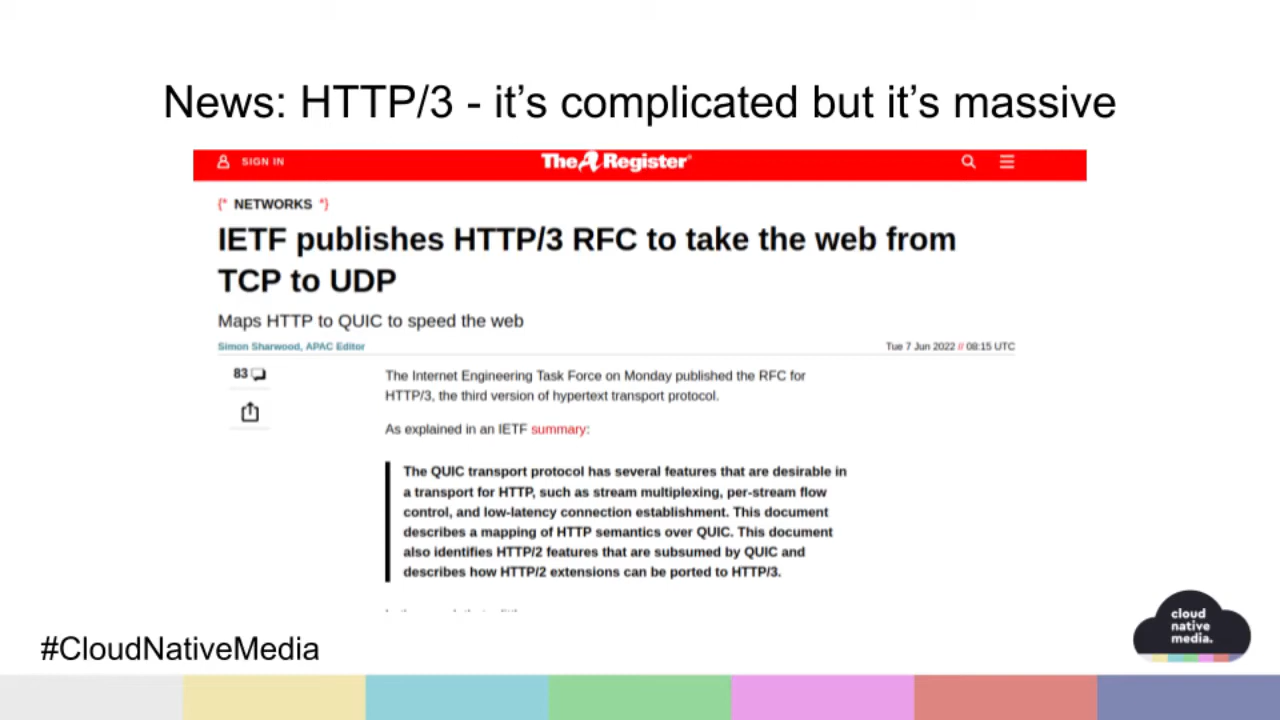 News: HTTP/3 - it's complicated but it's massive
SIGN IN
The Register
{* NETWORKS *}
IETF publishes HTTP/3 RFC to take the web from
TCP to UDP
Maps HTTP to QUIC to speed the web
Simon Sharwood, APAC Editor
Tue 7 Jun 2022 // 08:15 UTC
83
The Internet Engineering Task Force on Monday published the RFC for
HTTP/3, the third version of hypertext transport protocol.
As explained in an IETF summary:
The QUIC transport protocol has several features that are desirable in
a transport for HTTP, such as stream multiplexing, per-stream flow
control, and low-latency connection establishment. This document
describes a mapping of HTTP semantics over QUIC. This document
also identifies HTTP/2 features that are subsumed by QUIC and
describes how HTTP/2 extensions can be ported to HTTP/3.
#CloudNativeMedia
cloud
native
media.